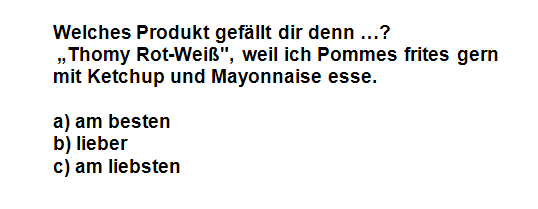 Welches Produkt gefällt dir denn …?
„Thomy Rot-Weiß", weil ich Pommes frites gern
mit Ketchup und Mayonnaise esse.
a) am besten
b) lieber
c) am liebsten